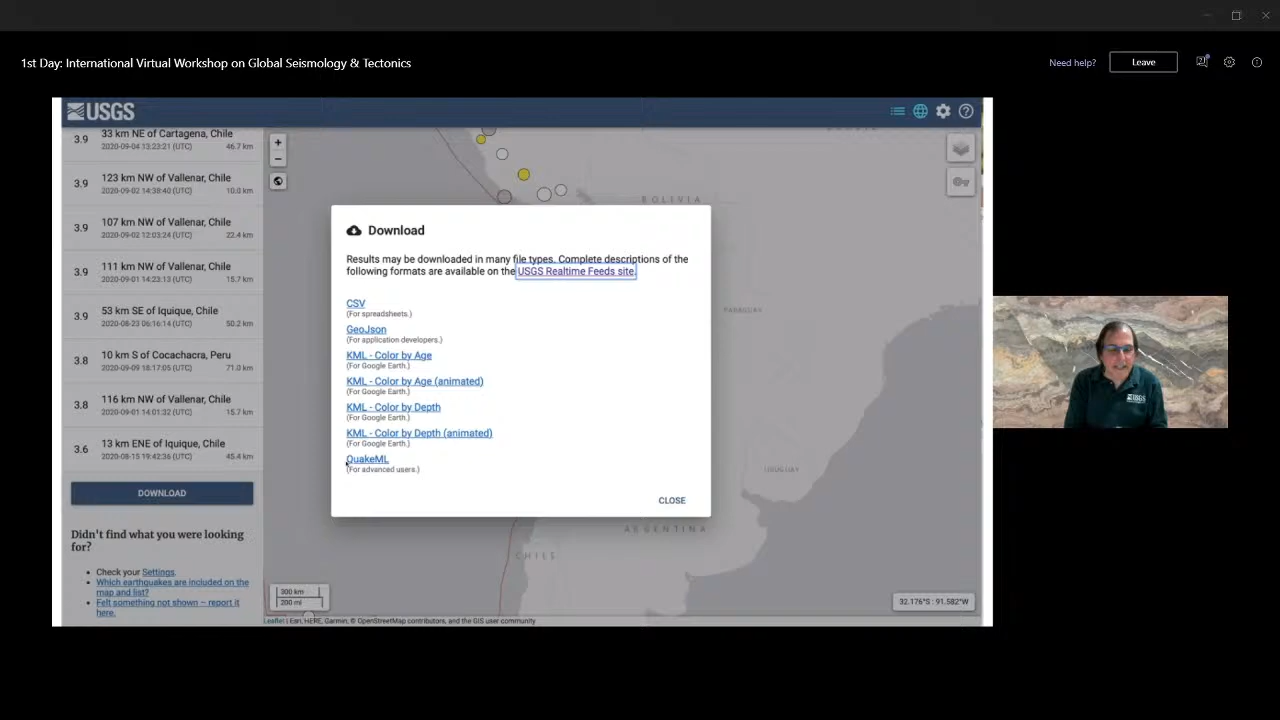 1st Day: International Virtual Workshop on Global Seismology & Tectonics
Need help?
Leave
USGS
3.9
33 km NE of Cartagena, Chile
2020-09-04 13:23:21 (UTC)
46.7 km
3.9
123 km NW of Vallenar, Chile
2020-09-02 14:38:40 (UTC)
10.0 km
3.9
107 km NW of Vallenar, Chile
2020-09-02 12:03:24 (UTC)
22.4 km
3.9
111 km NW of Vallenar, Chile
2020-09-01 14:23:13 (UTC)
15.7 km
3.9
53 km SE of Iquique, Chile
2020-08-23 06:16:14 (UTC)
50.2 km
3.8
10 km S of Cocachacra, Peru
2020-09-09 18:17:05 (UTC)
71.0 km
3.8
116 km NW of Vallenar, Chile
2020-09-01 14:01:32 (UTC)
15.7 km
3.6
13 km ENE of Iquique, Chile
2020-08-15 19:42:36 (UTC)
45.4 km
DOWNLOAD
Didn't find what you were looking
for?
• Check your Settings.
• Which earthquakes are included on the
map and list?
• Felt something not shown – report it
here.
+
−
BOLIVIA
PARAGUAY
URUGUAY
ARGENTINA
CHILE
Download
Results may be downloaded in many file types. Complete descriptions of the
following formats are available on the USGS Realtime Feeds site.
CSV
(For spreadsheets.)
GeoJson
(For application developers.)
KML - Color by Age
(For Google Earth.)
KML - Color by Age (animated)
(For Google Earth.)
KML - Color by Depth
(For Google Earth.)
KML - Color by Depth (animated)
(For Google Earth.)
QuakeML
(For advanced users.)
CLOSE
300 km
200 mi
32.176°S : 91.582°W
Leaflet | Esri, HERE, Garmin, © OpenStreetMap contributors, and the GIS user community
USGS